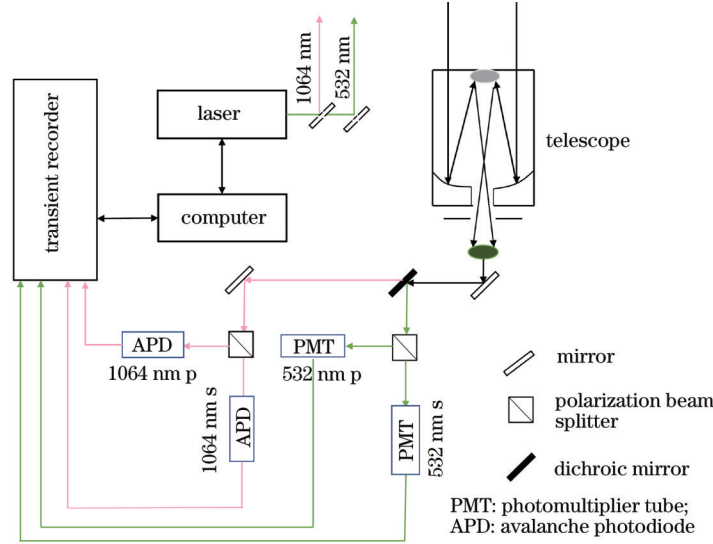 1064 nm
532 nm
laser
computer
transient recorder
telescope
APD
1064 nm p
PMT
532 nm p
1064 nm s
APD
PMT
532 nm s
mirror
polarization beam
splitter
dichroic mirror
PMT: photomultiplier tube;
APD: avalanche photodiode